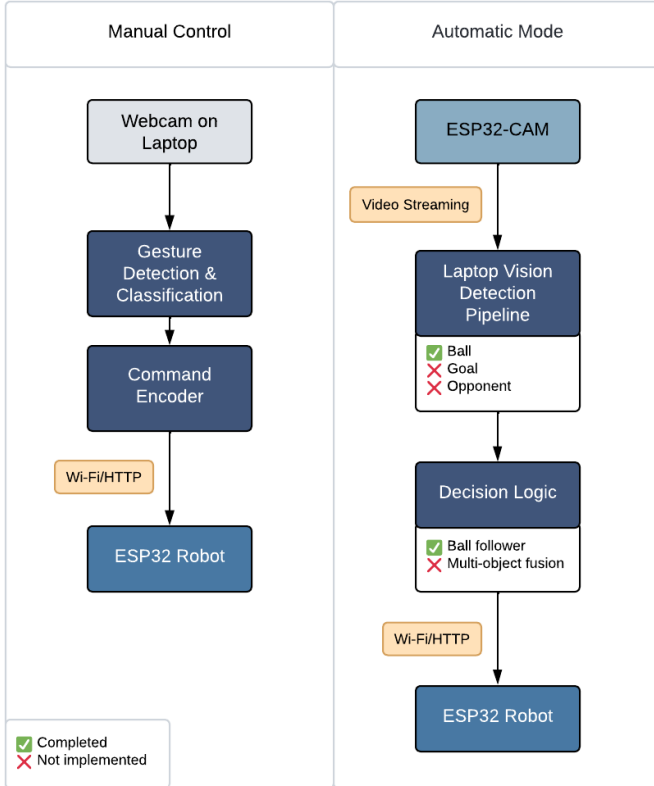 Manual Control
Webcam on
Laptop
Gesture
Detection &
Classification
Command
Encoder
Wi-Fi/HTTP
ESP32 Robot
Automatic Mode
ESP32-CAM
Video Streaming
Laptop Vision
Detection
Pipeline
✅ Ball
❌ Goal
❌ Opponent
Decision Logic
✅ Ball follower
❌ Multi-object fusion
Wi-Fi/HTTP
ESP32 Robot
✅ Completed
❌ Not implemented